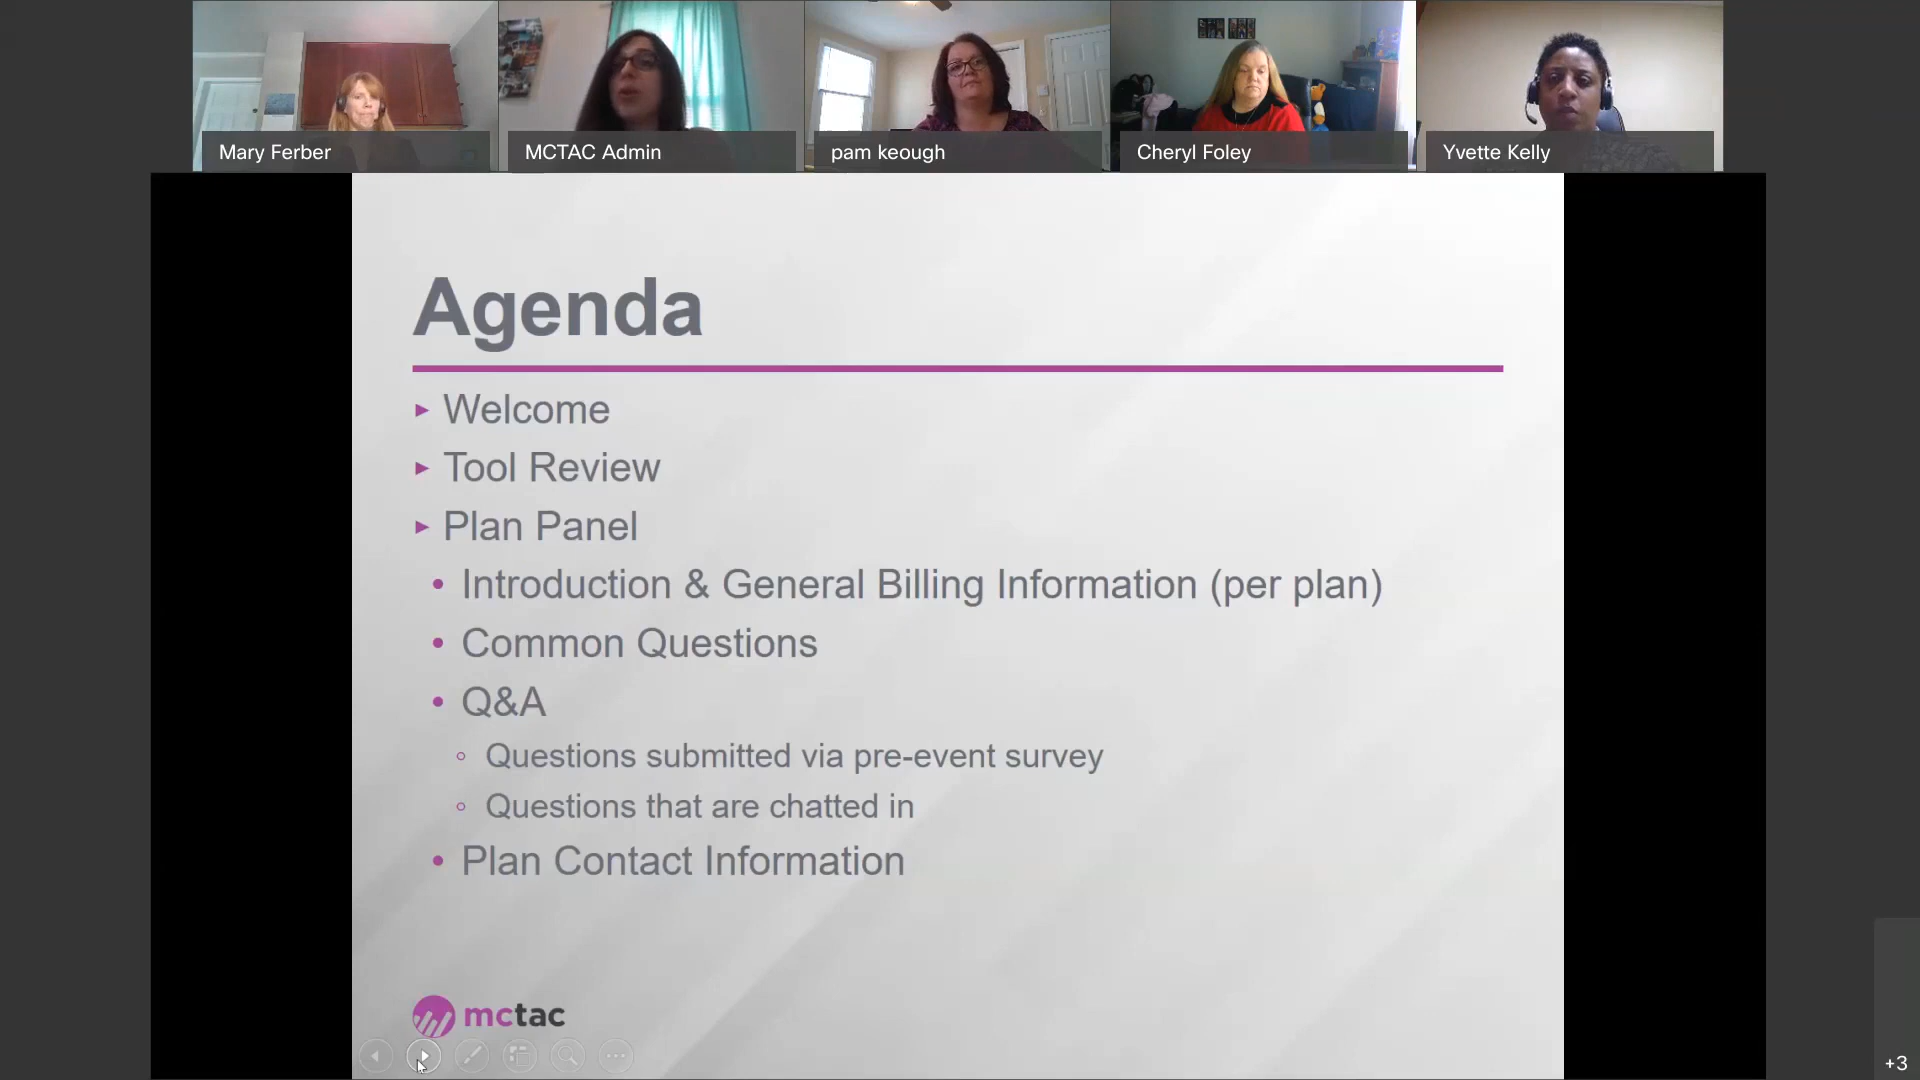 Mary Ferber
MCTAC Admin
pam keough
Cheryl Foley
Yvette Kelly
Agenda
Welcome
Tool Review
Plan Panel
Introduction & General Billing Information (per plan)
Common Questions
Q&A
Questions submitted via pre-event survey
Questions that are chatted in
Plan Contact Information
mctac
+3